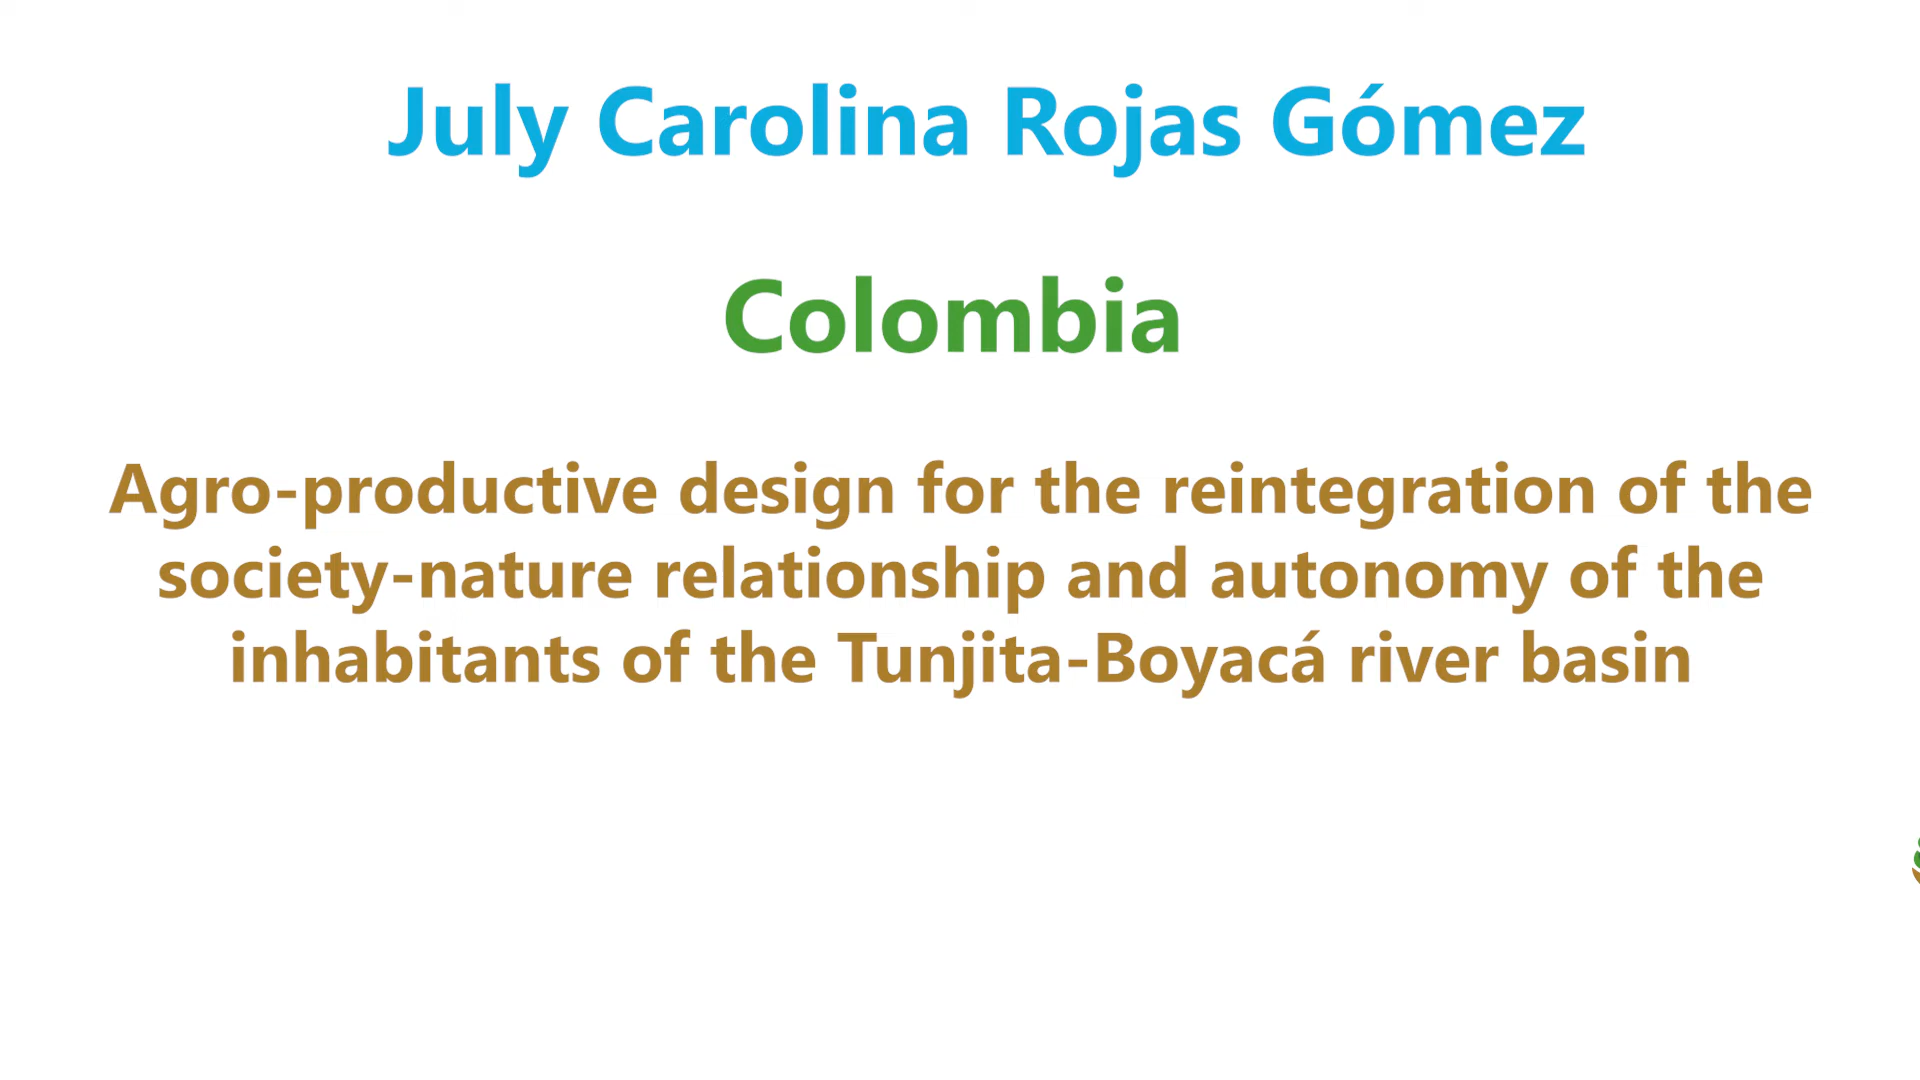 July Carolina Rojas Gómez
Colombia
Agro-productive design for the reintegration of the
society-nature relationship and autonomy of the
inhabitants of the Tunjita-Boyacá river basin